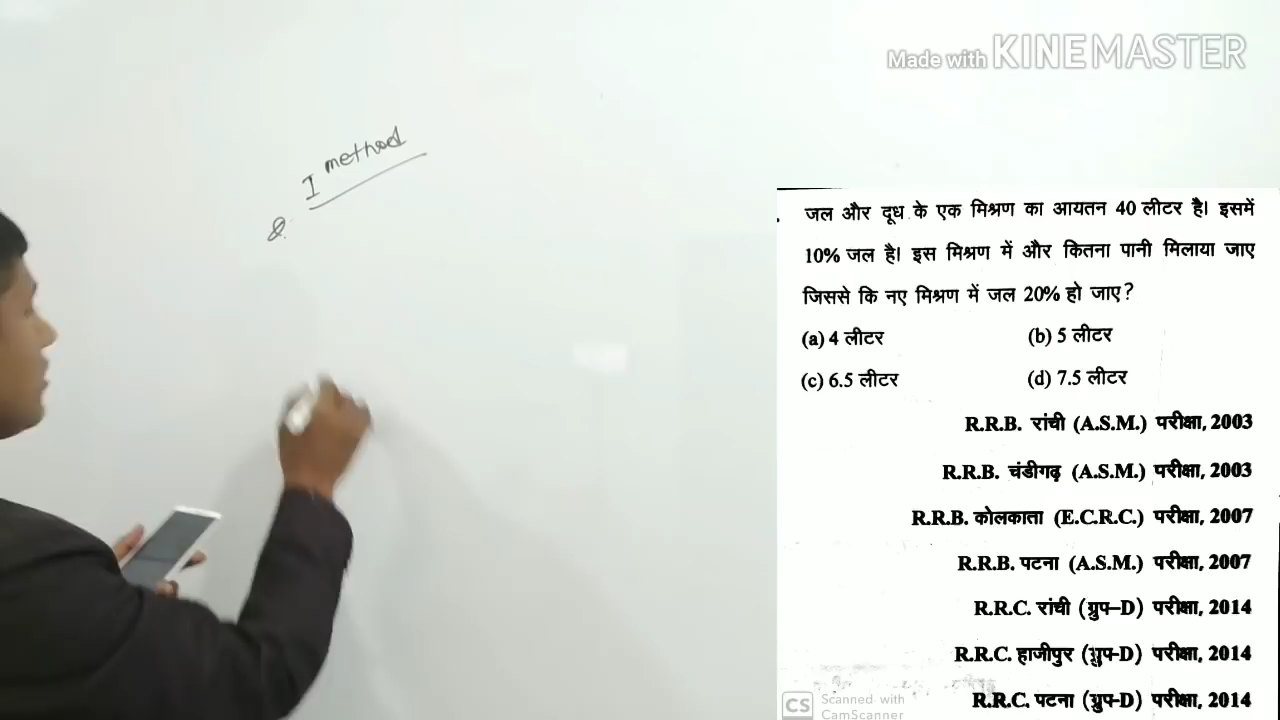 Made with KINEMASTER
I method
Q.
जल और दूध के एक मिश्रण का आयतन 40 लीटर है। इसमें
10% जल है। इस मिश्रण में और कितना पानी मिलाया जाए
जिससे कि नए मिश्रण में जल 20% हो जाए?
(a) 4 लीटर (b) 5 लीटर
(c) 6.5 लीटर (d) 7.5 लीटर
R.R.B. रांची (A.S.M.) परीक्षा, 2003
R.R.B. चंडीगढ़ (A.S.M.) परीक्षा, 2003
R.R.B. कोलकाता (E.C.R.C.) परीक्षा, 2007
R.R.B. पटना (A.S.M.) परीक्षा, 2007
R.R.C. रांची (ग्रुप-D) परीक्षा, 2014
R.R.C. हाजीपुर (ग्रुप-D) परीक्षा, 2014
R.R.C. पटना (ग्रुप-D) परीक्षा, 2014
CS Scanned with
CamScanner